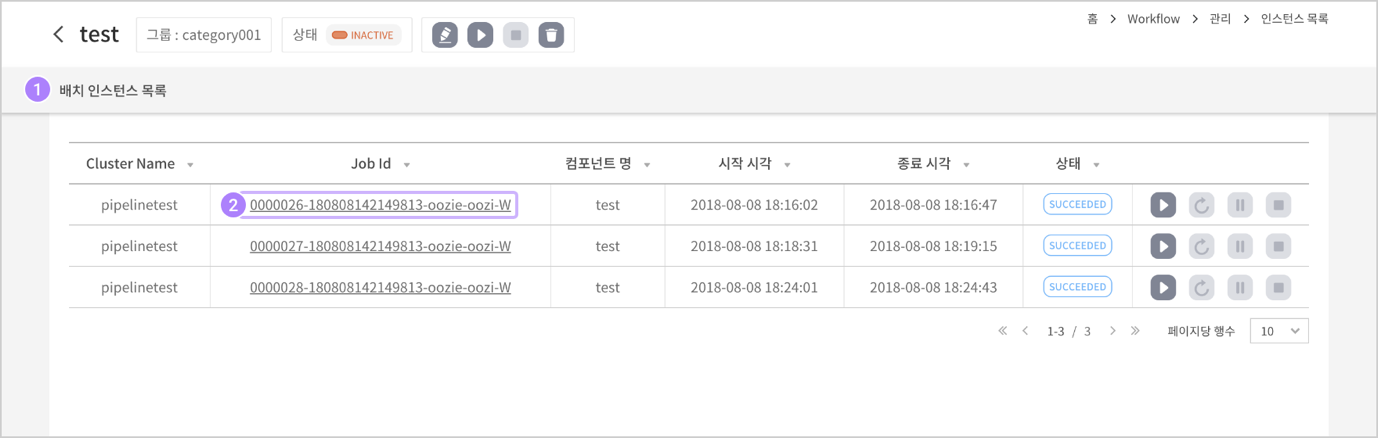 홈 > Workflow > 관리 > 인스턴스 목록
test 그룹 : category001 상태 INACTIVE
1 배치 인스턴스 목록
Cluster Name Job Id 컴포넌트 명 시작 시각 종료 시각 상태
pipelinetest 2 0000026-180808142149813-oozie-oozi-W test 2018-08-08 18:16:02 2018-08-08 18:16:47 SUCCEEDED
pipelinetest 0000027-180808142149813-oozie-oozi-W test 2018-08-08 18:18:31 2018-08-08 18:19:15 SUCCEEDED
pipelinetest 0000028-180808142149813-oozie-oozi-W test 2018-08-08 18:24:01 2018-08-08 18:24:43 SUCCEEDED
« < 1-3 / 3 > » 페이지당 행수 10